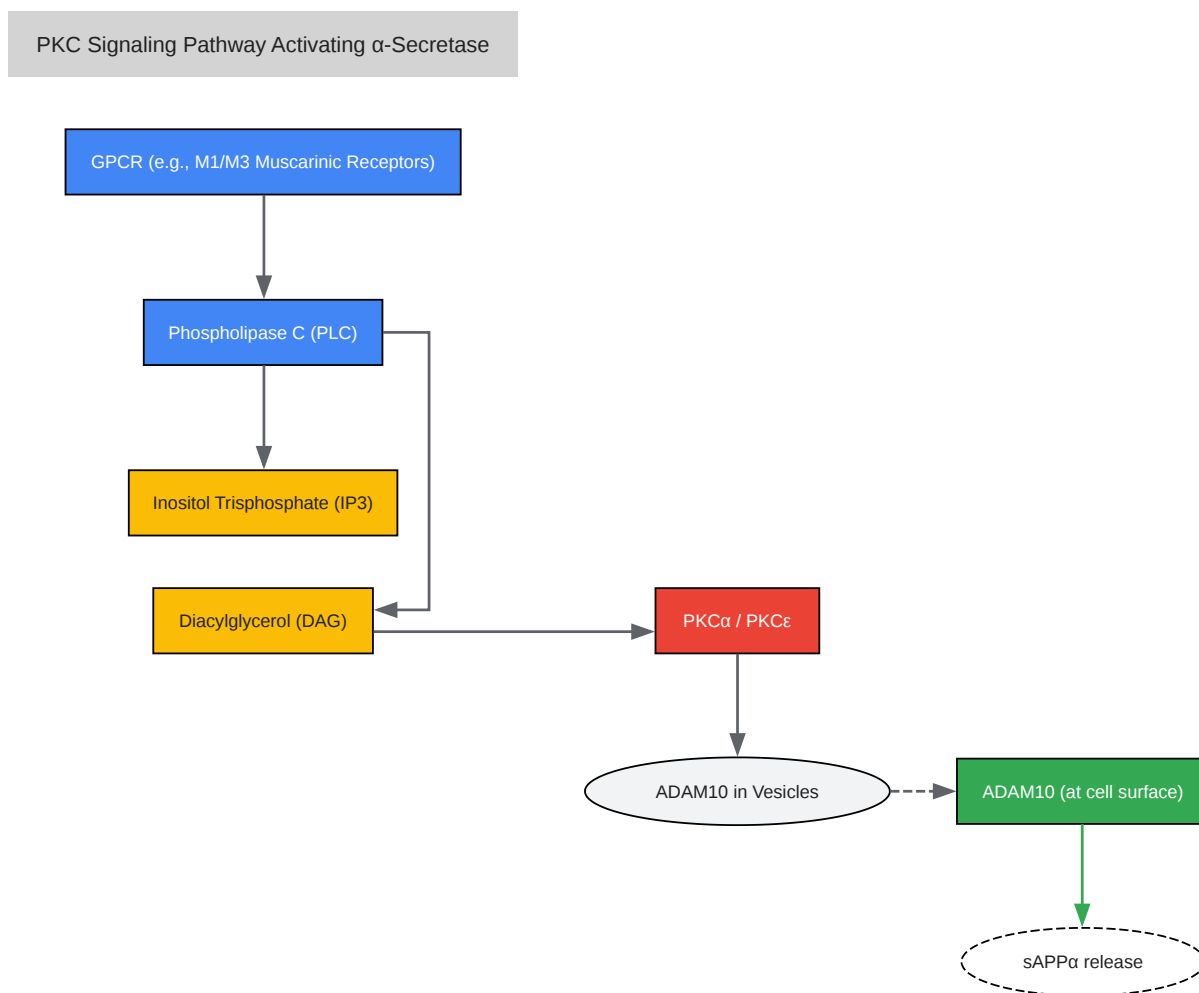 PKC Signaling Pathway Activating α-Secretase
GPCR (e.g., M1/M3 Muscarinic Receptors)
Phospholipase C (PLC)
Inositol Trisphosphate (IP3)
Diacylglycerol (DAG)
PKCα / PKCε
ADAM10 in Vesicles
ADAM10 (at cell surface)
sAPPα release